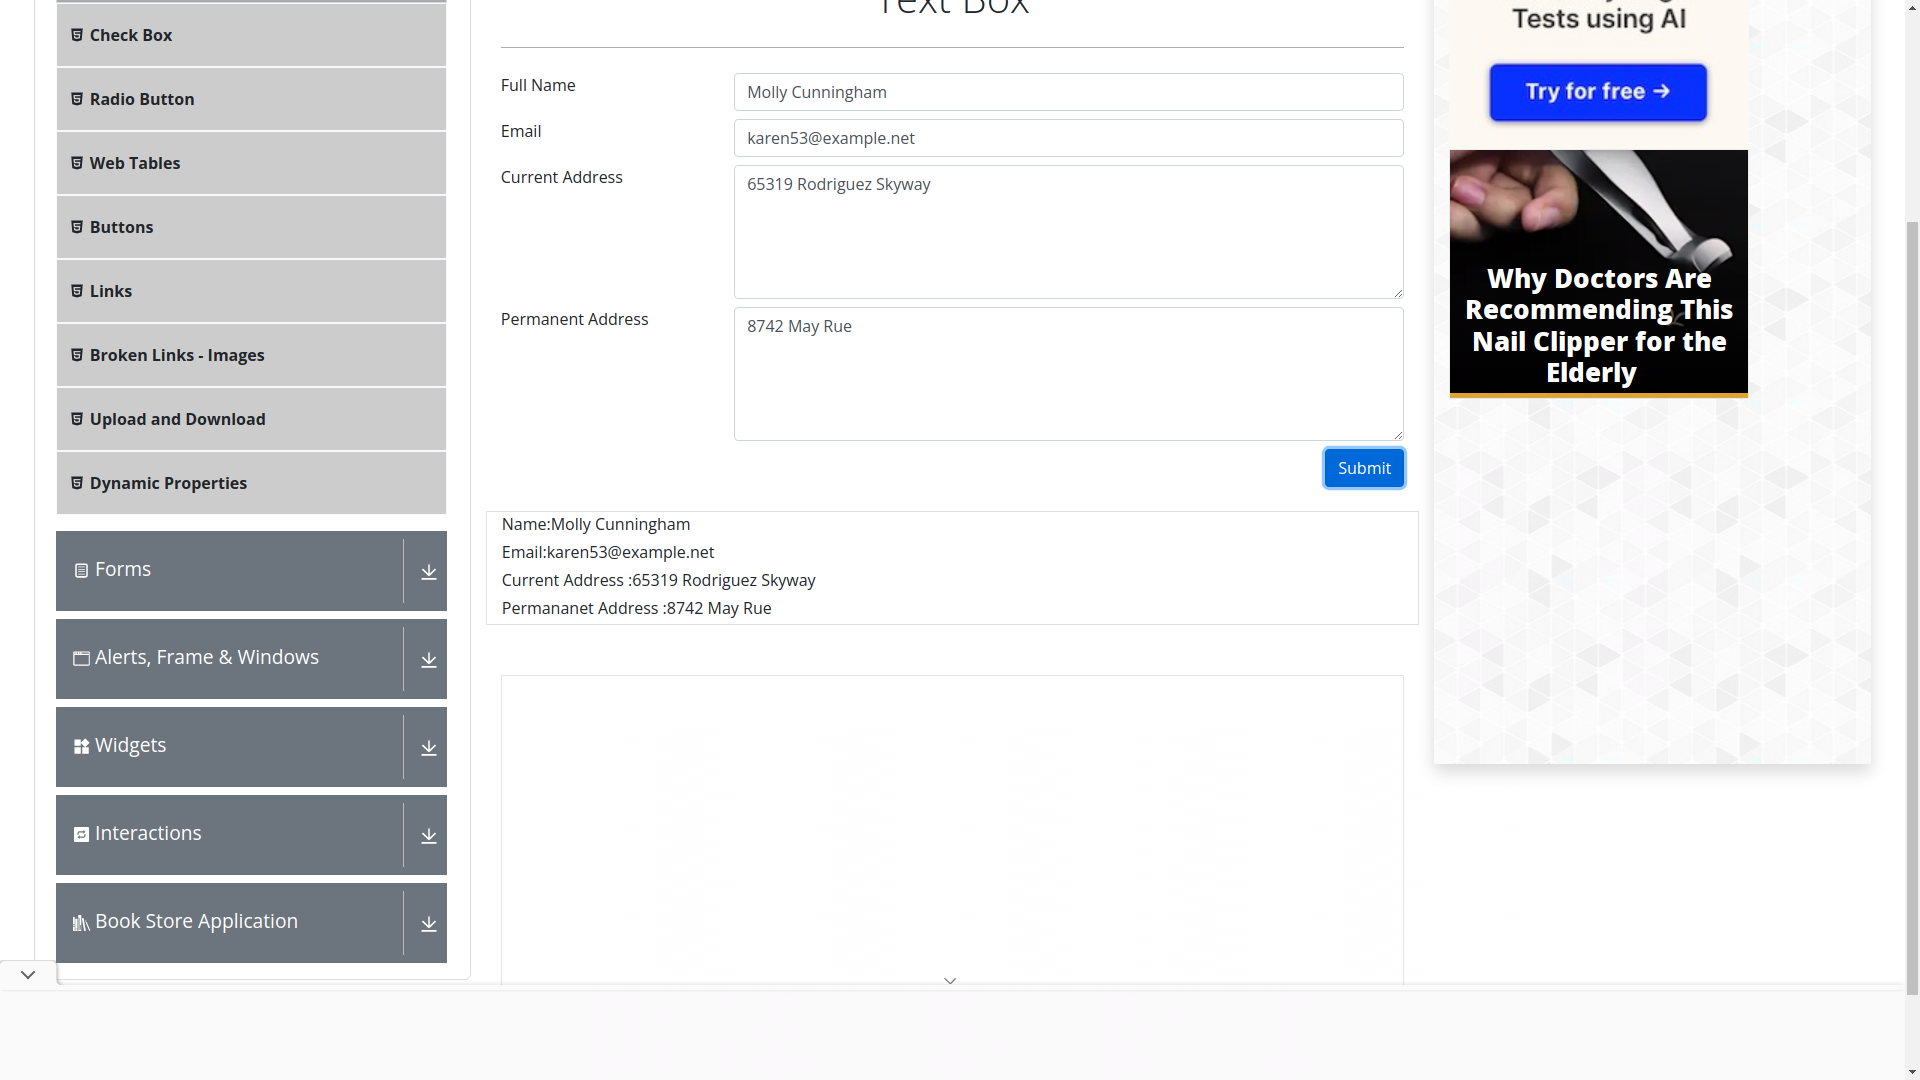 Text Box
Check Box
Radio Button
Web Tables
Buttons
Links
Broken Links - Images
Upload and Download
Dynamic Properties
Forms
Alerts, Frame & Windows
Widgets
Interactions
Book Store Application
Full Name
Molly Cunningham
Email
karen53@example.net
Current Address
65319 Rodriguez Skyway
Permanent Address
8742 May Rue
Submit
Name:Molly Cunningham
Email:karen53@example.net
Current Address :65319 Rodriguez Skyway
Permananet Address :8742 May Rue
Tests using AI
Try for free →
Why Doctors Are
Recommending This
Nail Clipper for the
Elderly